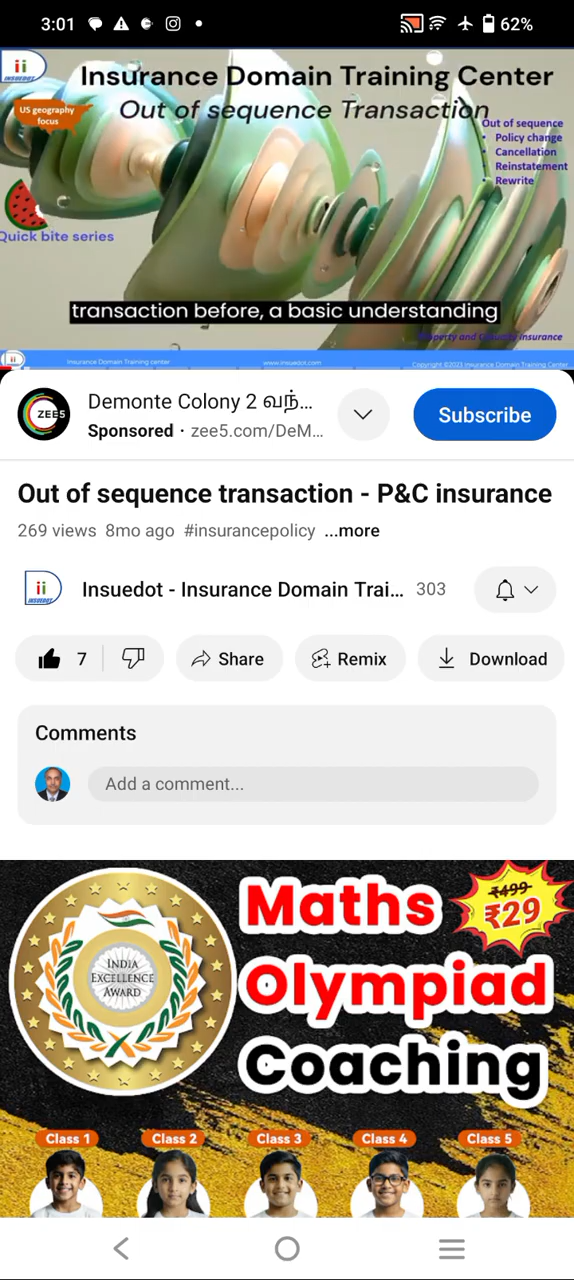 3:01
62%
ii
INSUEDOT
Insurance Domain Training Center
Out of sequence Transaction
US geography
focus
Out of sequence
• Policy change
• Cancellation
• Reinstatement
• Rewrite
Quick bite series
transaction before, a basic understanding
Property and Casualty insurance
ii
Insurance Domain Training center
www.insuedot.com
Copyright ©2023 Insurance Domain Training Center
ZEE5
Demonte Colony 2 வந்...
Sponsored · zee5.com/DeM...
Subscribe
Out of sequence transaction - P&C insurance
269 views 8mo ago #insurancepolicy ...more
ii
INSUEDOT
Insuedot - Insurance Domain Trai... 303
7
Share
Remix
Download
Comments
Add a comment...
INDIA
EXCELLENCE
AWARD
Maths
Olympiad
Coaching
₹499
₹29
Class 1
Class 2
Class 3
Class 4
Class 5